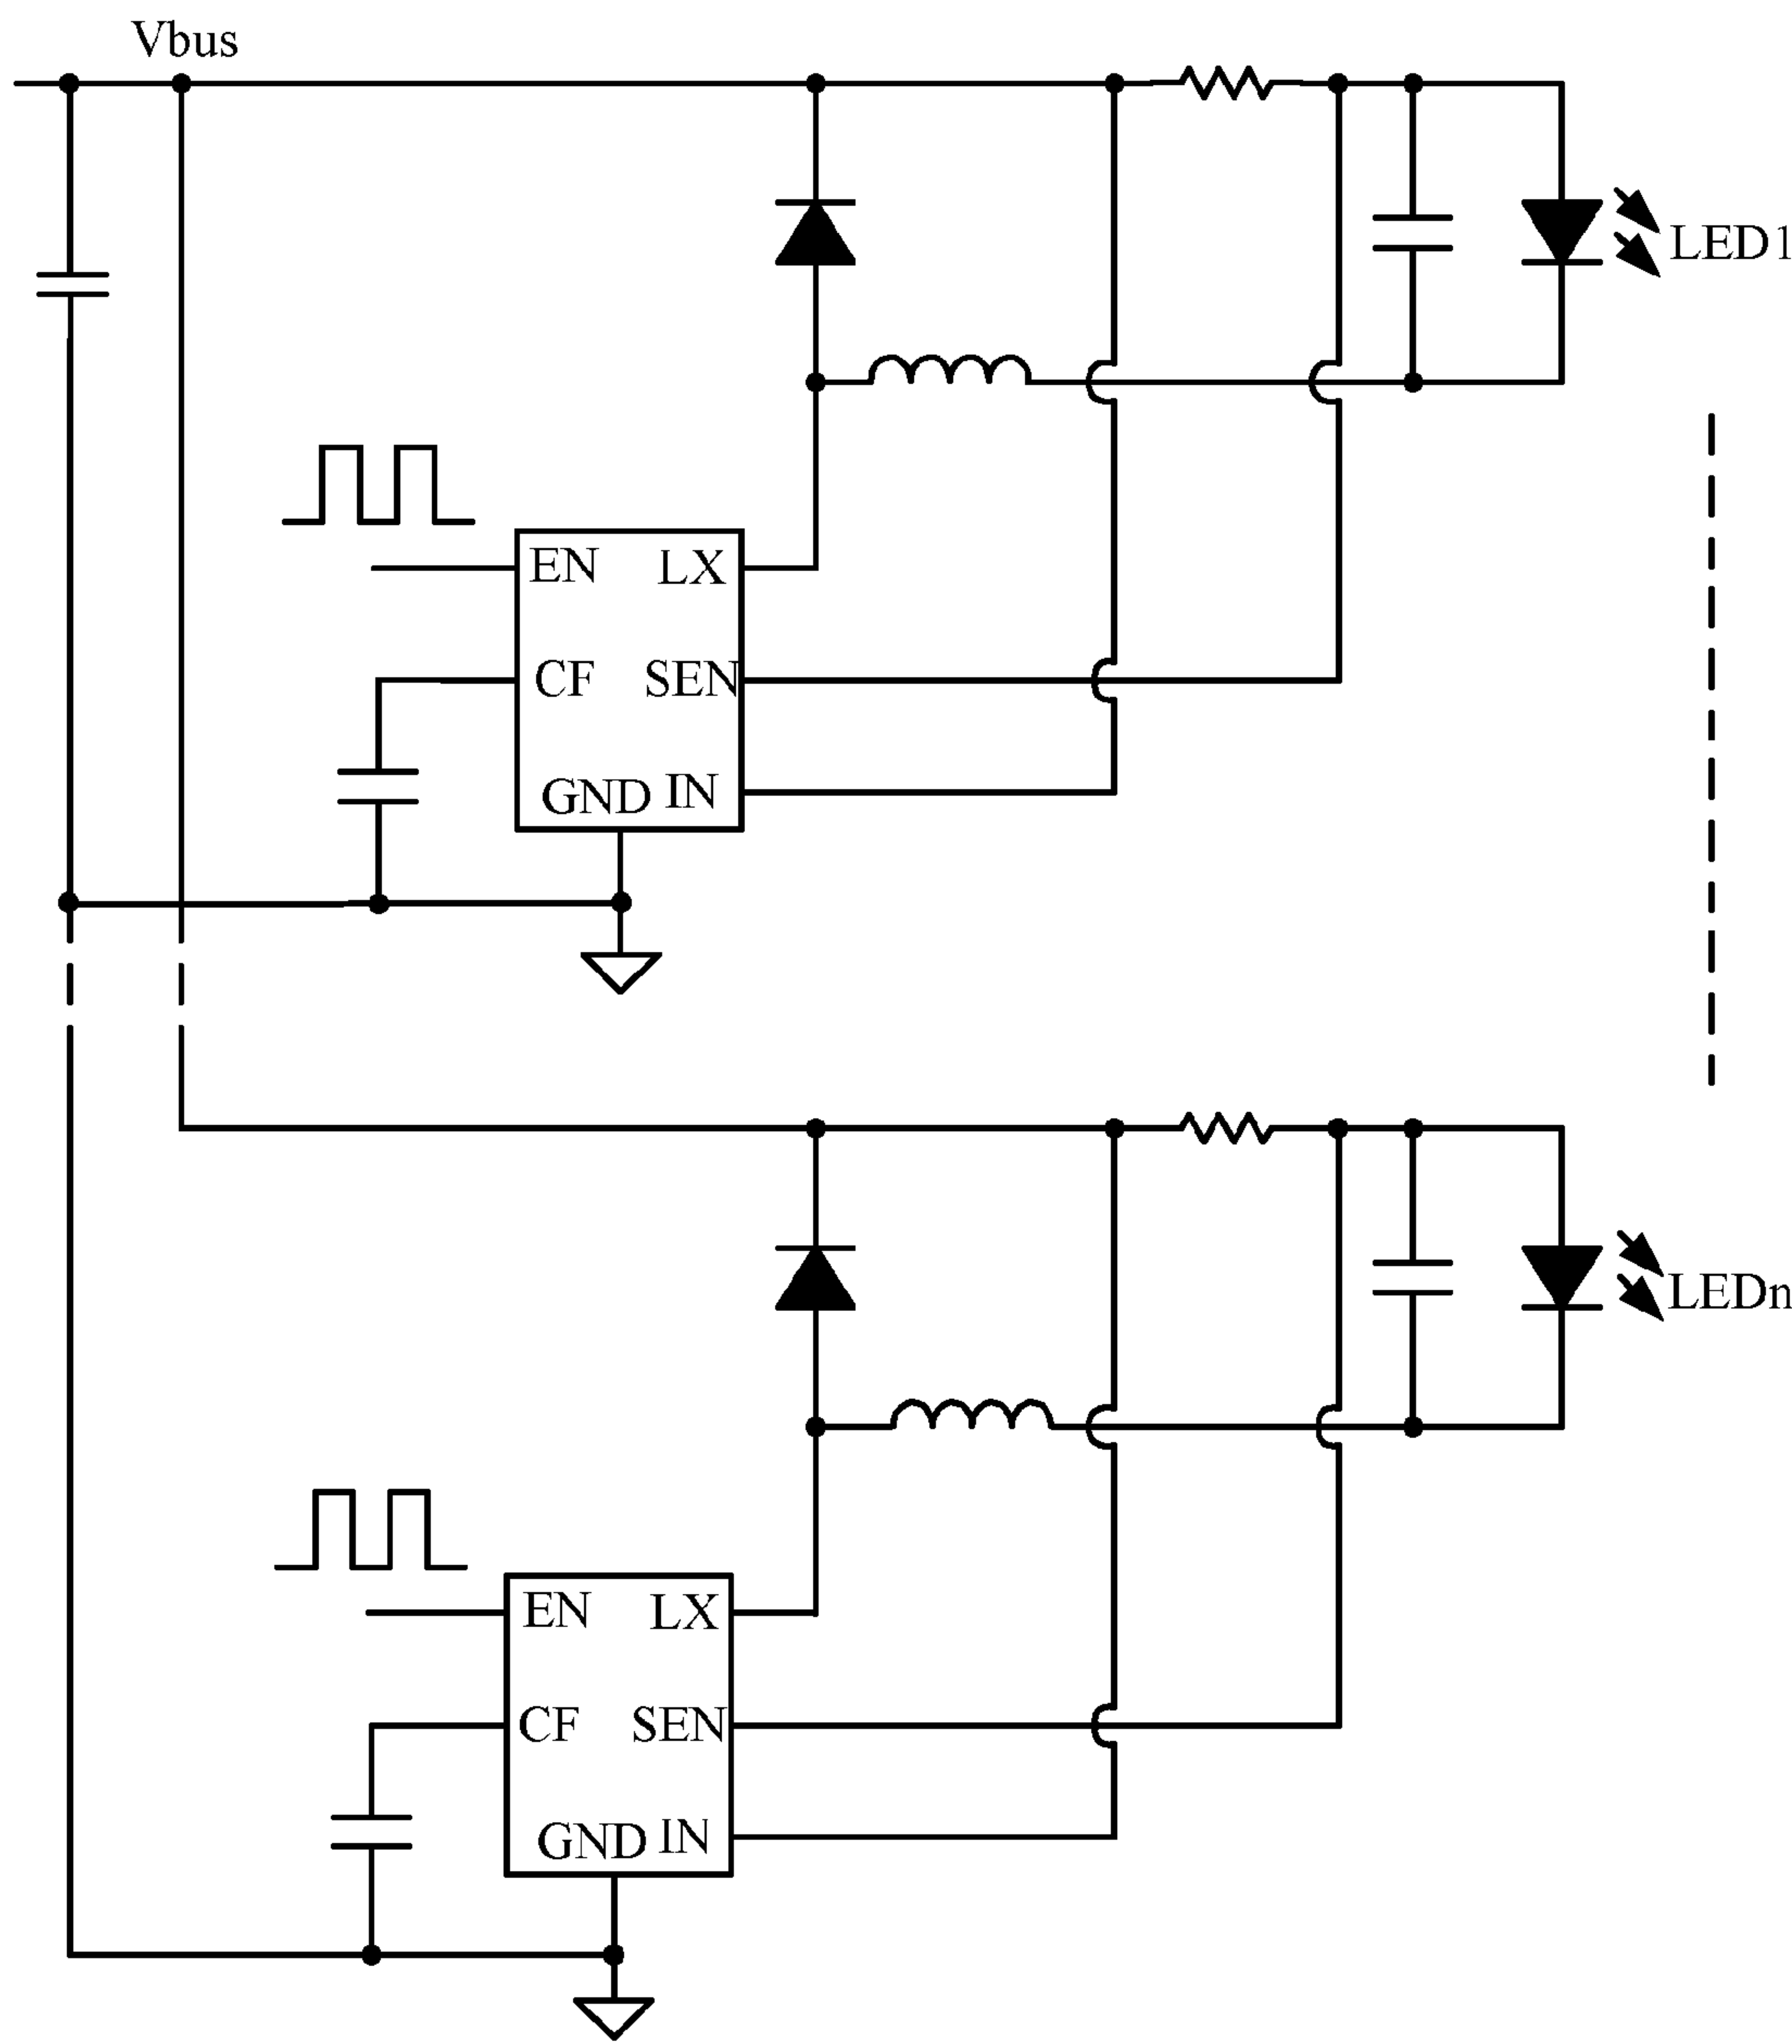 Vbus
LED1
EN LX
CF SEN
GND IN
LEDn
EN LX
CF SEN
GND IN